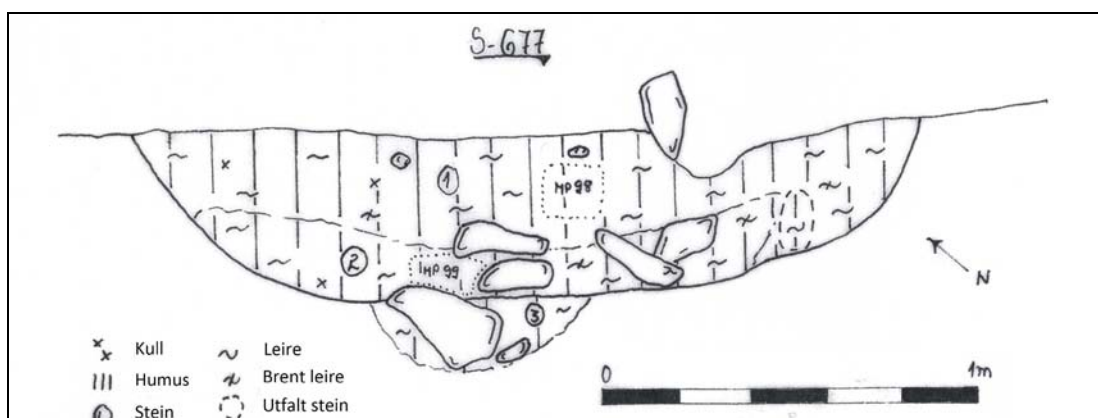 S-677
1
MP 98
2
MP 99
3
N
Kull
Leire
Humus
Brent leire
Stein
Utfalt stein
0
1m